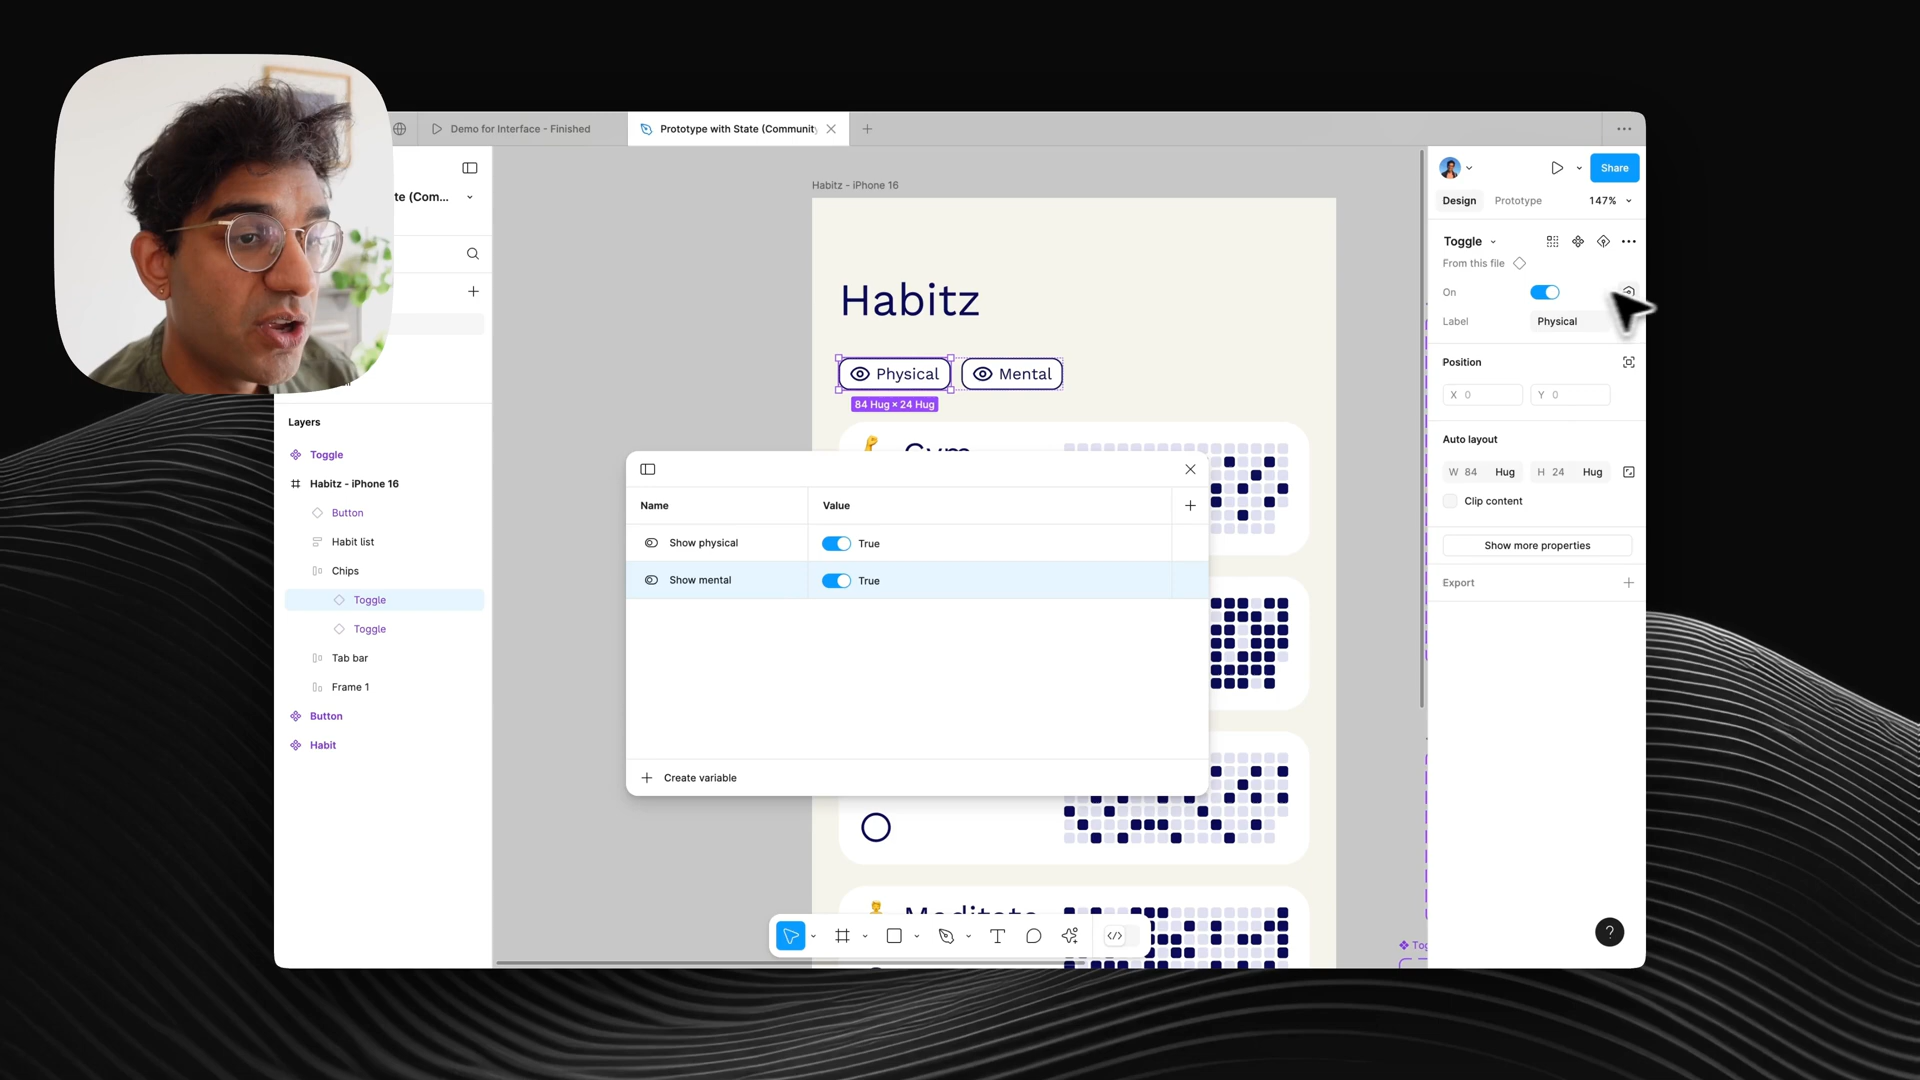 Demo for Interface - Finished
Prototype with State (Communit
te (Com...
Layers
Toggle
Habitz - iPhone 16
Button
Habit list
Chips
Toggle
Toggle
Tab bar
Frame 1
Button
Habit
Habitz - iPhone 16
Habitz
Physical
Mental
84 Hug × 24 Hug
Gym
Name
Value
Show physical
True
Show mental
True
Create variable
Meditate
Tog
Share
Design
Prototype
147%
Toggle
From this file
On
Label
Physical
Position
X 0
Y 0
Auto layout
W 84 Hug
H 24 Hug
Clip content
Show more properties
Export
?